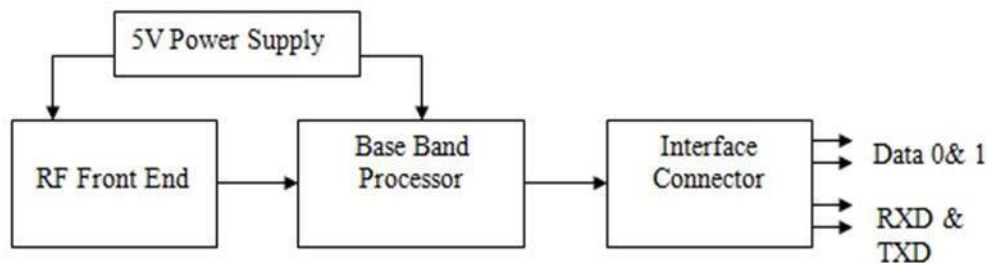 5V Power Supply
RF Front End
Base Band
Processor
Interface
Connector
Data 0& 1
RXD &
TXD